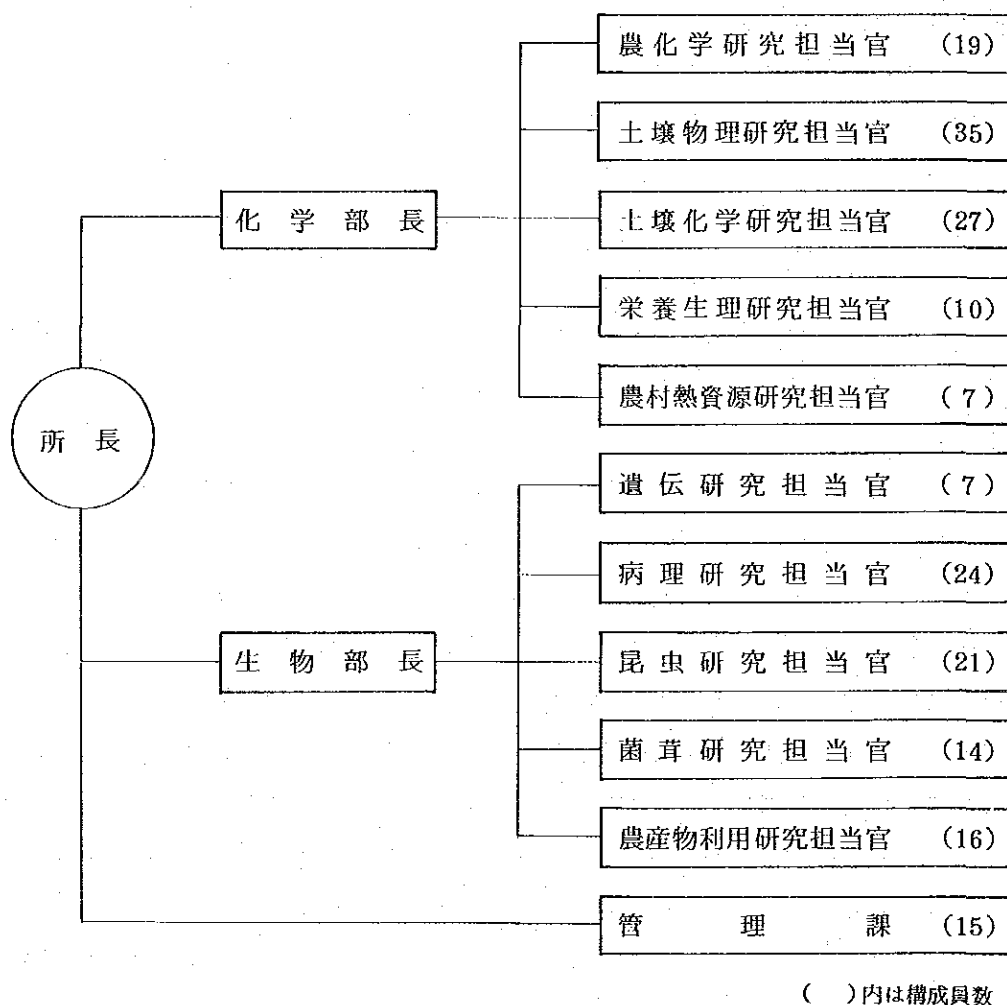 農化学研究担当官 (19)
土壌物理研究担当官 (35)
化学部長
土壌化学研究担当官 (27)
栄養生理研究担当官 (10)
農村熱資源研究担当官 (7)
所長
遺伝研究担当官 (7)
病理研究担当官 (24)
生物部長
昆虫研究担当官 (21)
菌茸研究担当官 (14)
農産物利用研究担当官 (16)
管理課 (15)
( )内は構成員数